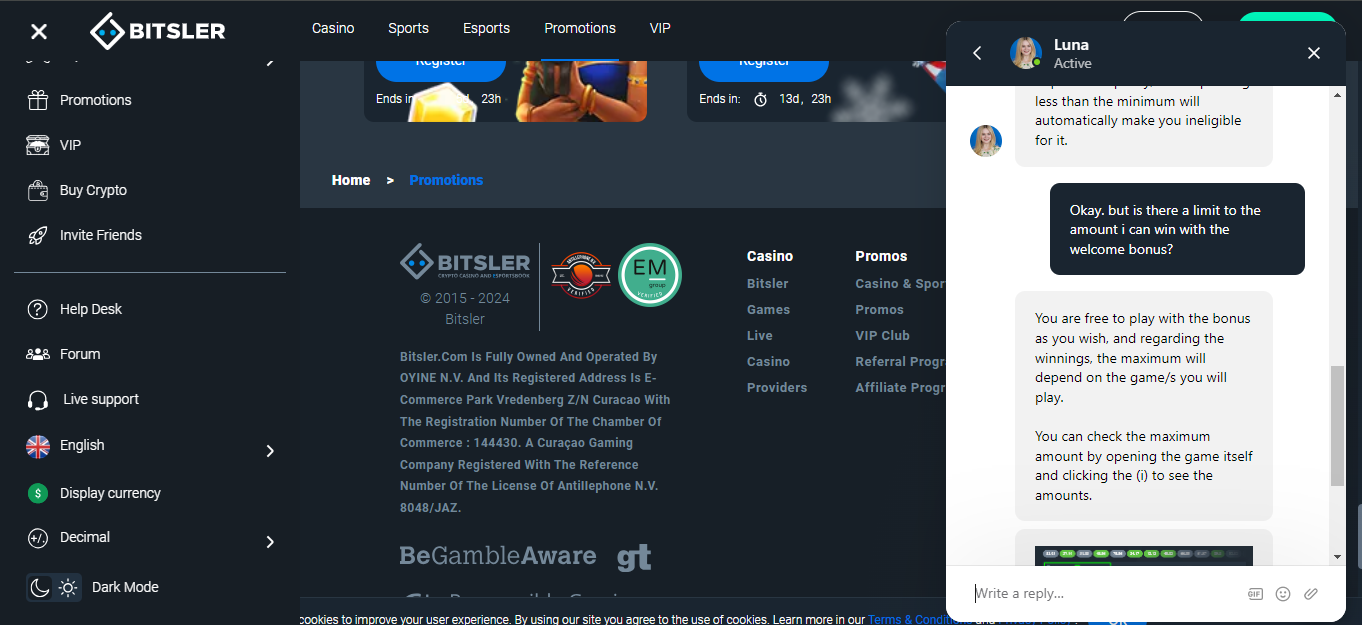 BITSLER
Casino
Sports
Esports
Promotions
VIP
Promotions
VIP
Buy Crypto
Invite Friends
Help Desk
Forum
Live support
English
Display currency
$
Decimal
+/.
Dark Mode
Register
Ends in
23h
Register
Ends in:
13d, 23h
Home > Promotions
BITSLER
CRYPTO CASINO AND ESPORTSBOOK
© 2015 - 2024
Bitsler
VERIFIED
EM
group
VERIFIED
Bitsler.Com Is Fully Owned And Operated By
OYINE N.V. And Its Registered Address Is E-
Commerce Park Vredenberg Z/N Curacao With
The Registration Number Of The Chamber Of
Commerce : 144430. A Curaçao Gaming
Company Registered With The Reference
Number Of The License Of Antillephone N.V.
8048/JAZ.
BeGambleAware
gt
Casino
Bitsler
Games
Live
Casino
Providers
Promos
Casino & Spor
Promos
VIP Club
Referral Progra
Affiliate Progr
cookies to improve your user experience. By using our site you agree to the use of cookies. Learn more in our Terms & Conditions and
OK
Luna
Active
less than the minimum will
automatically make you ineligible
for it.
Okay. but is there a limit to the
amount i can win with the
welcome bonus?
You are free to play with the bonus
as you wish, and regarding the
winnings, the maximum will
depend on the game/s you will
play.
You can check the maximum
amount by opening the game itself
and clicking the (i) to see the
amounts.
Write a reply...
GIF